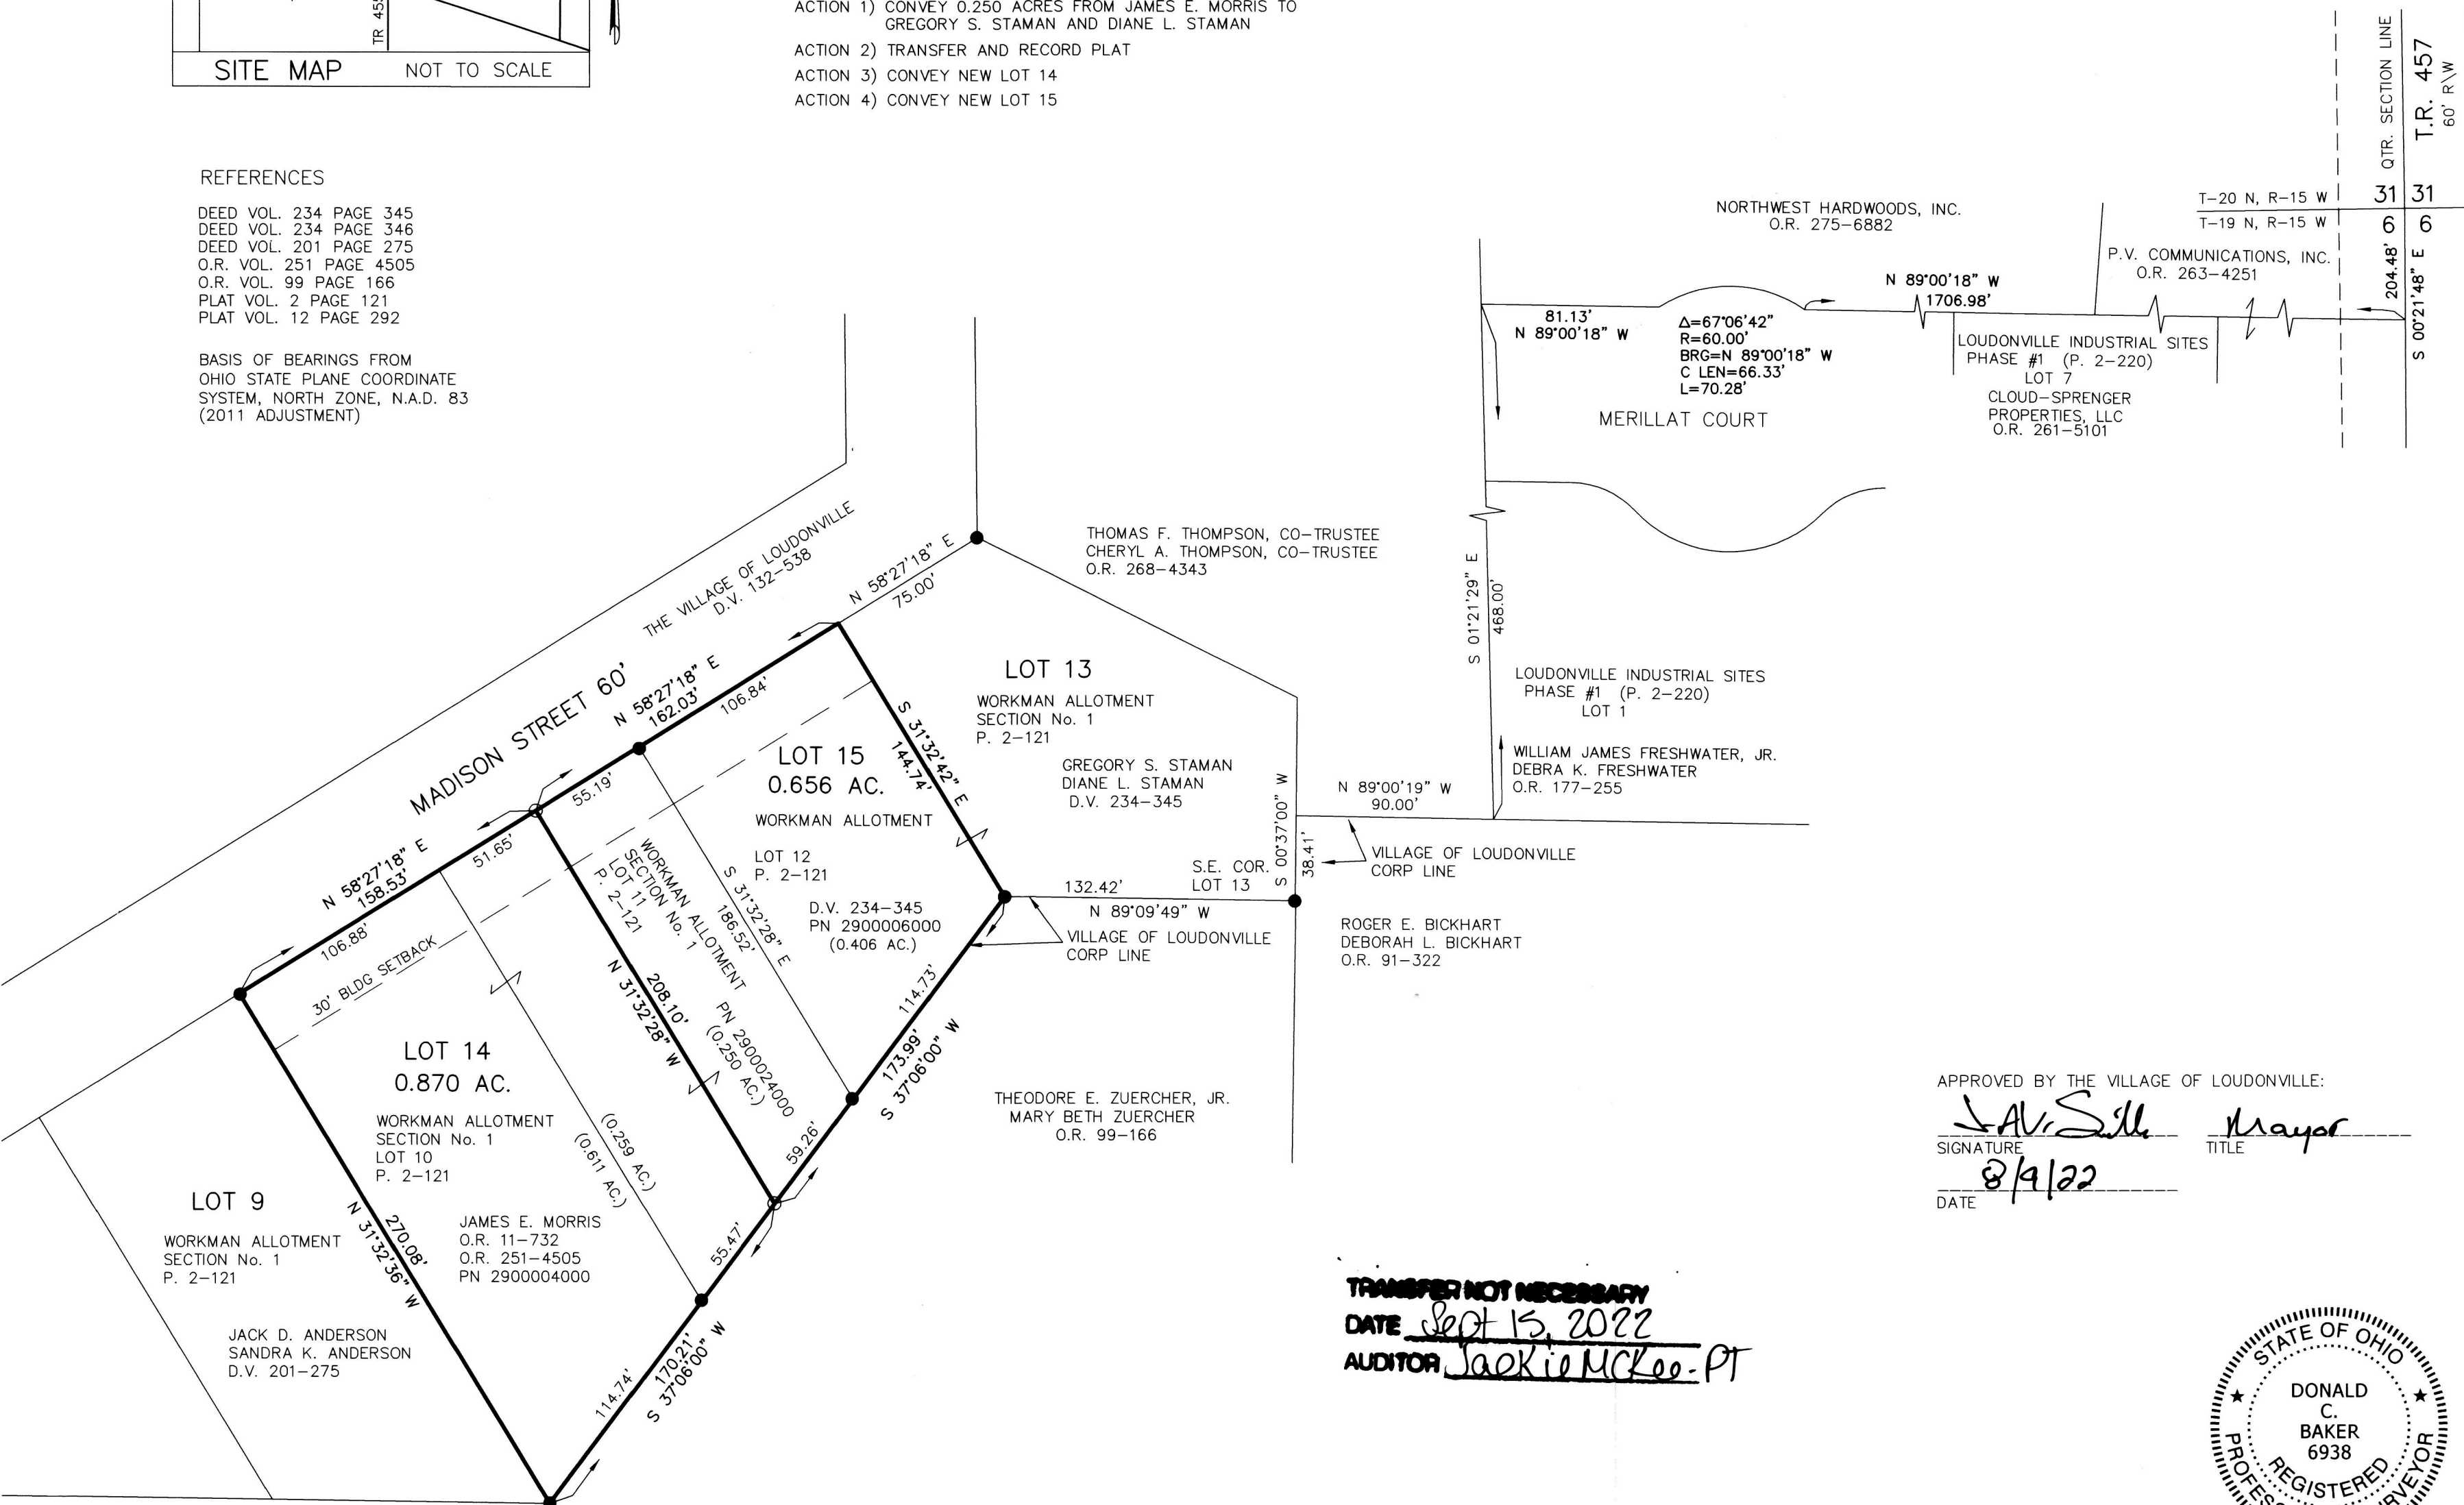 ACTION 1) CONVEY 0.250 ACRES FROM JAMES E. MORRIS TO
GREGORY S. STAMAN AND DIANE L. STAMAN
ACTION 2) TRANSFER AND RECORD PLAT
ACTION 3) CONVEY NEW LOT 14
ACTION 4) CONVEY NEW LOT 15
SITE MAP NOT TO SCALE
REFERENCES
DEED VOL. 234 PAGE 345
DEED VOL. 234 PAGE 346
DEED VOL. 201 PAGE 275
O.R. VOL. 251 PAGE 4505
O.R. VOL. 99 PAGE 166
PLAT VOL. 2 PAGE 121
PLAT VOL. 12 PAGE 292
BASIS OF BEARINGS FROM
OHIO STATE PLANE COORDINATE
SYSTEM, NORTH ZONE, N.A.D. 83
(2011 ADJUSTMENT)
QTR. SECTION LINE
T.R. 457
60' R\W
T-20 N, R-15 W 31 31
T-19 N, R-15 W 6 6
204.48'
S 00°21'48" E
NORTHWEST HARDWOODS, INC.
O.R. 275-6882
P.V. COMMUNICATIONS, INC.
O.R. 263-4251
N 89°00'18" W
1706.98'
81.13'
N 89°00'18" W
Δ=67°06'42"
R=60.00'
BRG=N 89°00'18" W
C LEN=66.33'
L=70.28'
MERILLAT COURT
LOUDONVILLE INDUSTRIAL SITES
PHASE #1 (P. 2-220)
LOT 7
CLOUD-SPRENGER
PROPERTIES, LLC
O.R. 261-5101
THE VILLAGE OF LOUDONVILLE
D.V. 132-538
N 58°27'18" E
75.00'
THOMAS F. THOMPSON, CO-TRUSTEE
CHERYL A. THOMPSON, CO-TRUSTEE
O.R. 268-4343
S 01°21'29" E
468.00'
LOUDONVILLE INDUSTRIAL SITES
PHASE #1 (P. 2-220)
LOT 1
WILLIAM JAMES FRESHWATER, JR.
DEBRA K. FRESHWATER
O.R. 177-255
MADISON STREET 60'
N 58°27'18" E
162.03'
106.84'
55.19'
LOT 13
WORKMAN ALLOTMENT
SECTION No. 1
P. 2-121
GREGORY S. STAMAN
DIANE L. STAMAN
D.V. 234-345
S 31°32'42" E
144.74'
S 00°37'00" W
38.41'
N 89°00'19" W
90.00'
VILLAGE OF LOUDONVILLE
CORP LINE
S.E. COR.
LOT 13
132.42'
N 89°09'49" W
VILLAGE OF LOUDONVILLE
CORP LINE
ROGER E. BICKHART
DEBORAH L. BICKHART
O.R. 91-322
LOT 15
0.656 AC.
WORKMAN ALLOTMENT
LOT 12
P. 2-121
D.V. 234-345
PN 2900006000
(0.406 AC.)
S 31°32'28" E
186.52'
WORKMAN ALLOTMENT
SECTION No. 1
LOT 11
P. 2-121
PN 2900024000
(0.250 AC.)
208.10'
N 31°32'28" W
114.73'
173.99'
S 37°06'00" W
59.26'
THEODORE E. ZUERCHER, JR.
MARY BETH ZUERCHER
O.R. 99-166
N 58°27'18" E
158.53'
51.65'
106.88'
30' BLDG SETBACK
LOT 14
0.870 AC.
WORKMAN ALLOTMENT
SECTION No. 1
LOT 10
P. 2-121
(0.259 AC.)
(0.611 AC.)
JAMES E. MORRIS
O.R. 11-732
O.R. 251-4505
PN 2900004000
270.08'
N 31°32'36" W
55.47'
114.74'
170.21'
S 37°06'00" W
LOT 9
WORKMAN ALLOTMENT
SECTION No. 1
P. 2-121
JACK D. ANDERSON
SANDRA K. ANDERSON
D.V. 201-275
APPROVED BY THE VILLAGE OF LOUDONVILLE:
Mayor
SIGNATURE TITLE
8/9/22
DATE
TRANSFER NOT NECESSARY
DATE Sept 15, 2022
AUDITOR Jackie McKee-PT
STATE OF OHIO
DONALD
C.
BAKER
6938
REGISTERED